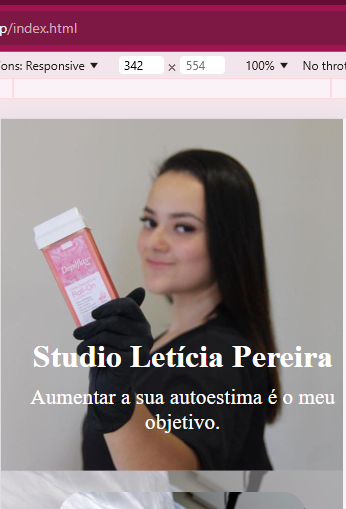 p/index.html
ons: Responsive ▼ 342 × 554 100% ▼ No thrott
Depilflax
Roll-On
Studio Letícia Pereira
Aumentar a sua autoestima é o meu
objetivo.